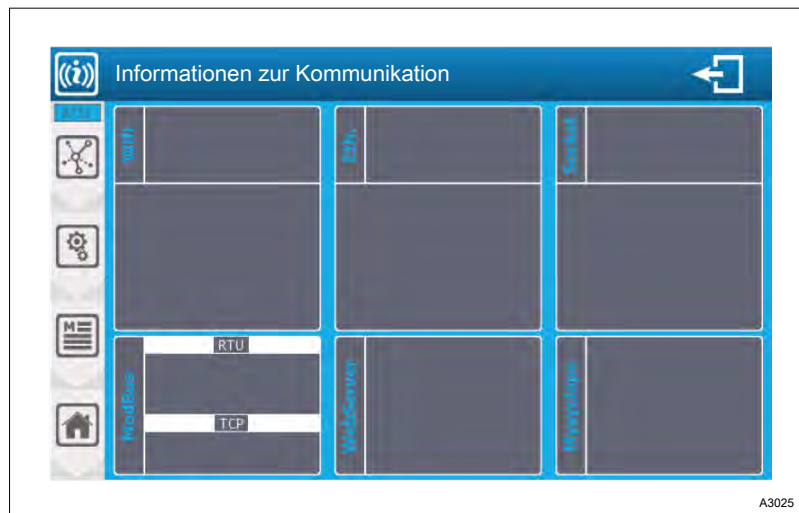 Informationen zur Kommunikation
Wifi
Eth.
Socket
RTU
ModBus
TCP
WebServer
M
A3025